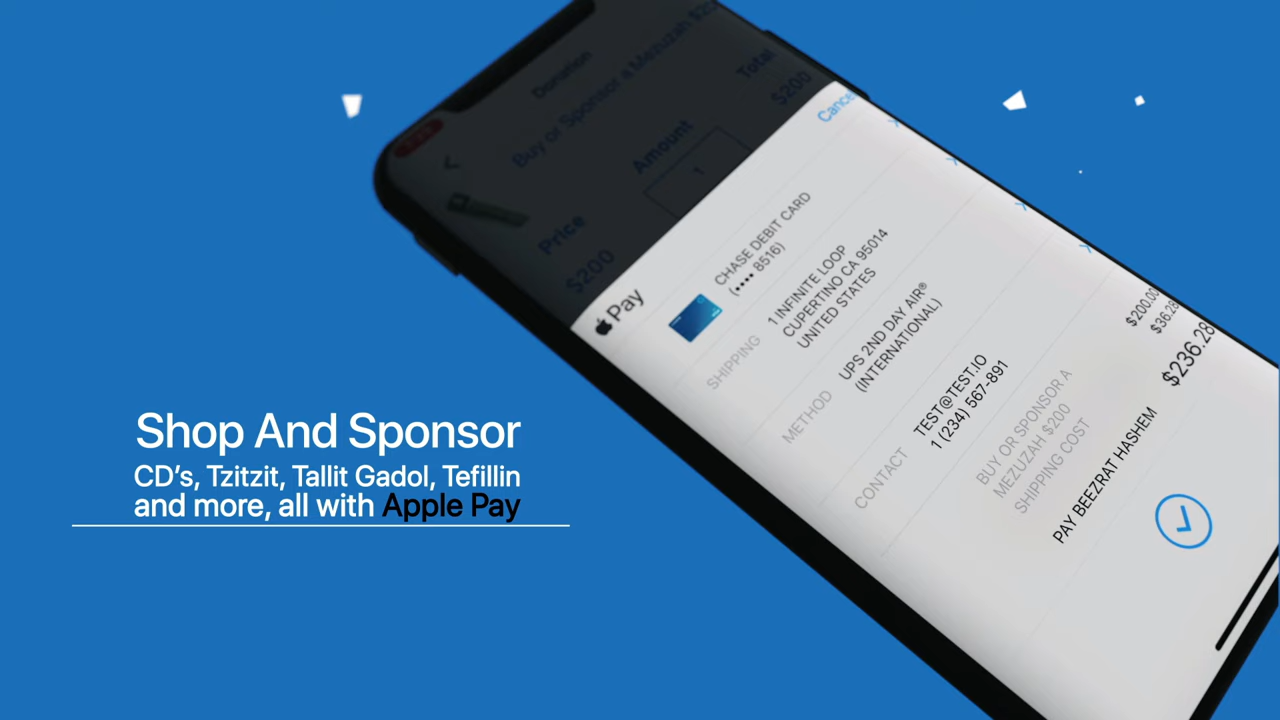 Shop And Sponsor
CD's, Tzitzit, Tallit Gadol, Tefillin
and more, all with Apple Pay
Donation
Buy or Sponsor a Mezuzah $20
Price
Amount
Total
$200
1
$200
Pay
Cancel
CHASE DEBIT CARD
(•••• 8516)
SHIPPING
1 INFINITE LOOP
CUPERTINO CA 95014
UNITED STATES
METHOD
UPS 2ND DAY AIR®
(INTERNATIONAL)
CONTACT
TEST@TEST.IO
1 (234) 567-891
BUY OR SPONSOR A
MEZUZAH $200
$200.00
SHIPPING COST
$36.28
PAY BEEZRAT HASHEM
$236.28